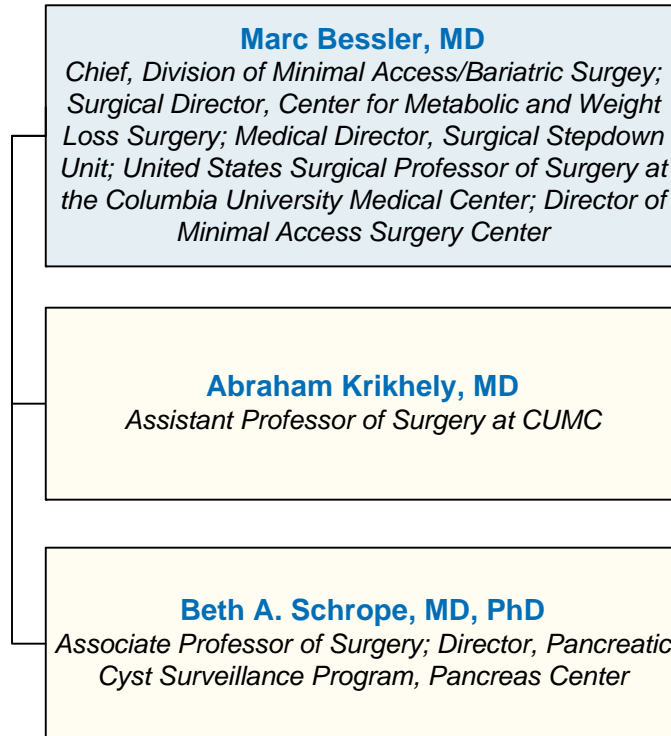 Marc Bessler, MD
Chief, Division of Minimal Access/Bariatric Surgey;
Surgical Director, Center for Metabolic and Weight
Loss Surgery; Medical Director, Surgical Stepdown
Unit; United States Surgical Professor of Surgery at
the Columbia University Medical Center; Director of
Minimal Access Surgery Center
Abraham Krikhely, MD
Assistant Professor of Surgery at CUMC
Beth A. Schrope, MD, PhD
Associate Professor of Surgery; Director, Pancreatic
Cyst Surveillance Program, Pancreas Center